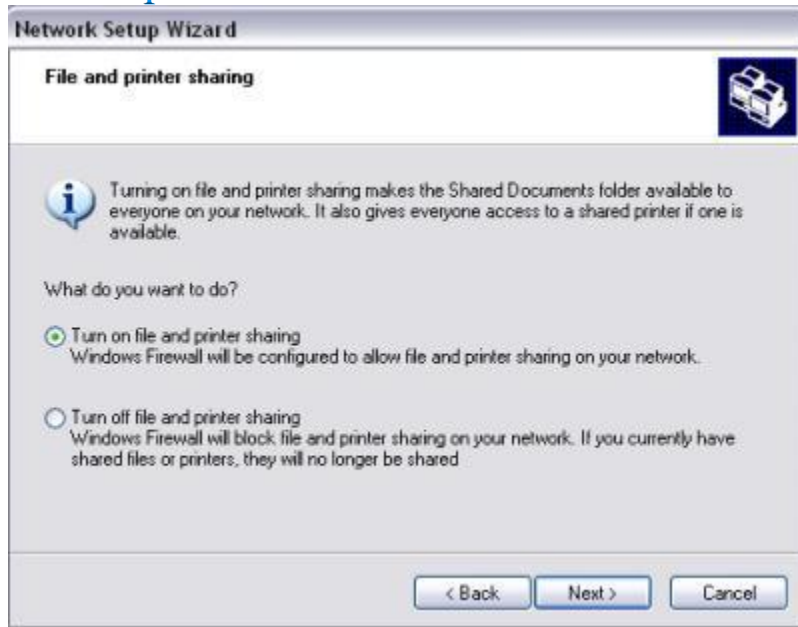 Network Setup Wizard
File and printer sharing
Turning on file and printer sharing makes the Shared Documents folder available to
everyone on your network. It also gives everyone access to a shared printer if one is
available.
What do you want to do?
Turn on file and printer sharing
Windows Firewall will be configured to allow file and printer sharing on your network.
Turn off file and printer sharing
Windows Firewall will block file and printer sharing on your network. If you currently have
shared files or printers, they will no longer be shared
< Back
Next >
Cancel